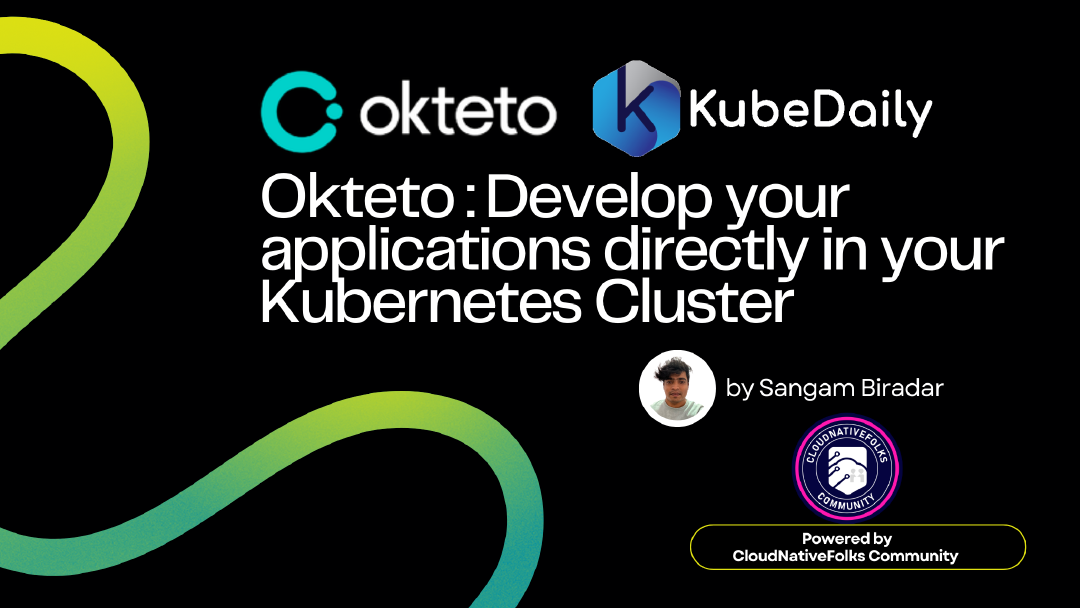 okteto
KubeDaily
Okteto : Develop your
applications directly in your
Kubernetes Cluster
by Sangam Biradar
CLOUDNATIVEFOLKS
COMMUNITY
Powered by
CloudNativeFolks Community